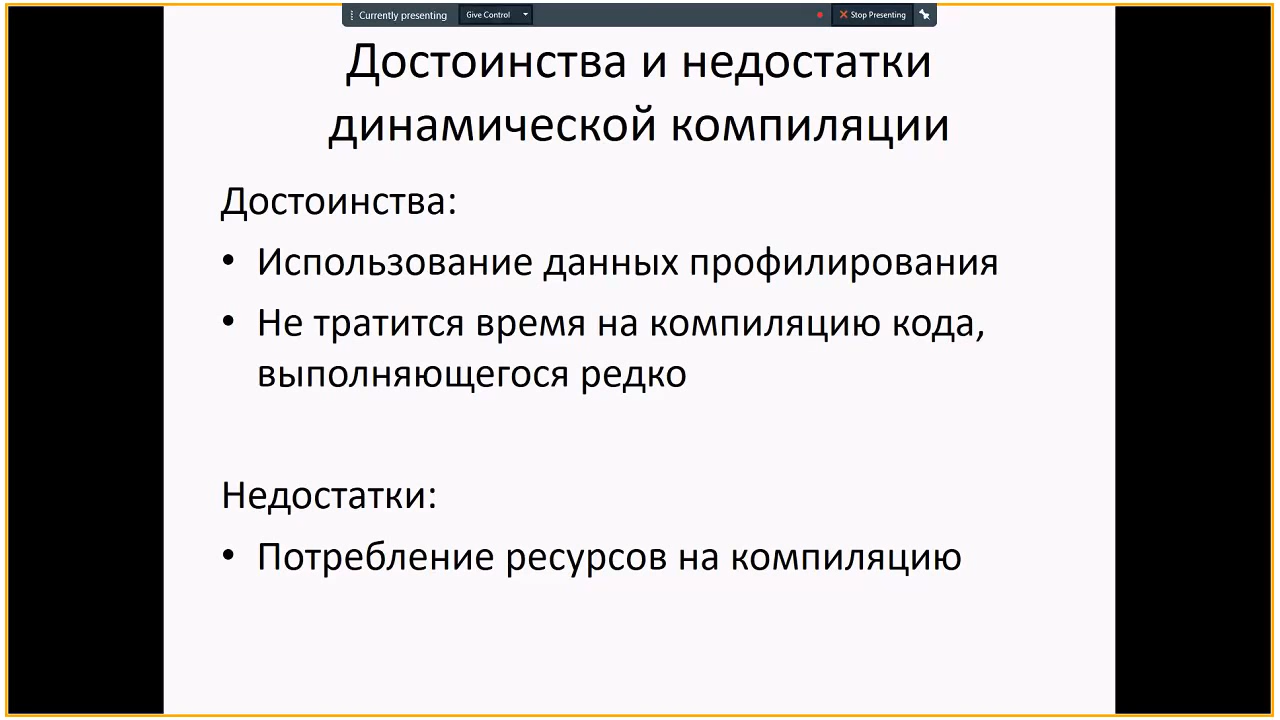 Currently presenting Give Control Stop Presenting
Достоинства и недостатки
динамической компиляции
Достоинства:
• Использование данных профилирования
• Не тратится время на компиляцию кода,
выполняющегося редко
Недостатки:
• Потребление ресурсов на компиляцию